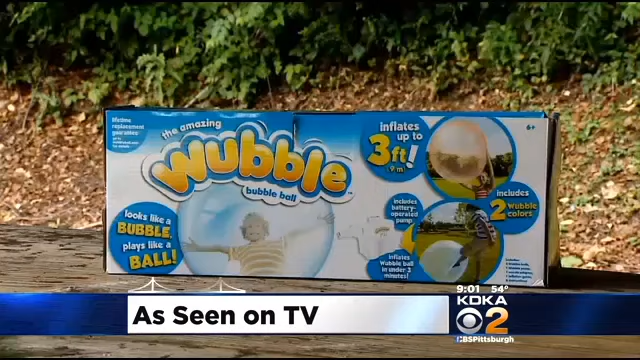 lifetime
replacement
guarantee
the amazing
Wubble
bubble ball
looks like a
BUBBLE,
plays like a
BALL!
inflates
up to
3ft!
(.9 m)
6+
includes
2 Wubble
colors
includes
battery-
operated
pump
inflates
Wubble ball
in under 3
minutes!
As Seen on TV
9:01 54°
KDKA
2
CBSPittsburgh